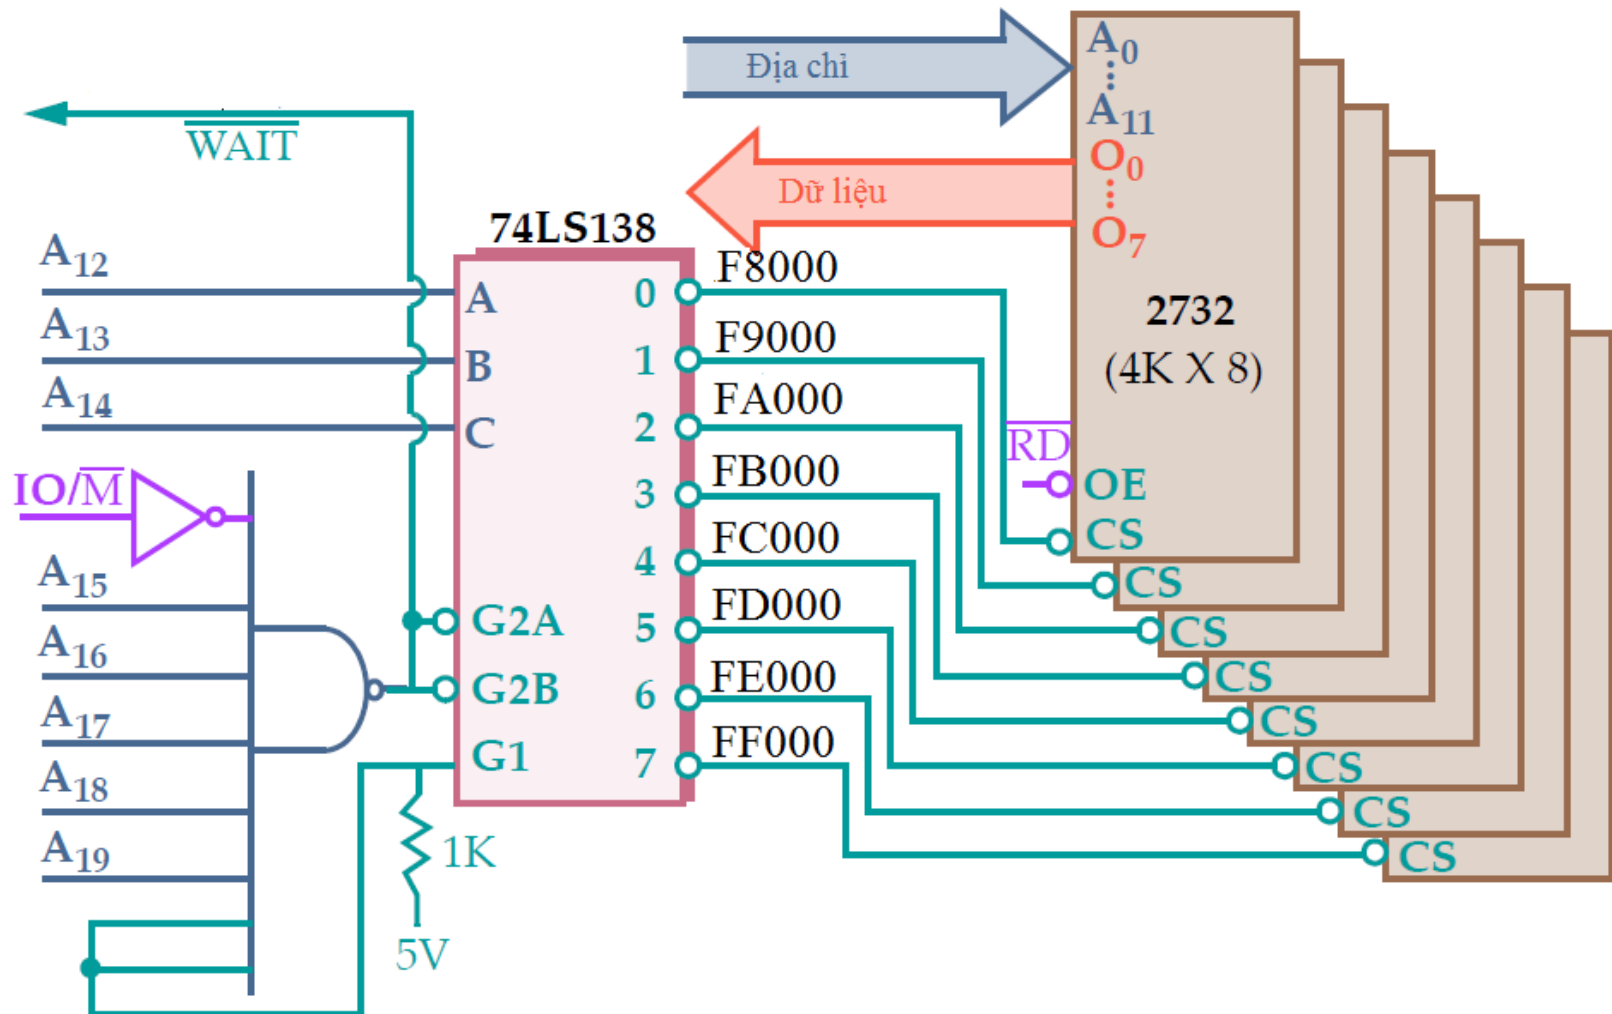 Địa chỉ
A0
A11
WAIT
O0
Dữ liệu
O7
74LS138
A12
A
0
F8000
2732
(4K X 8)
A13
B
1
F9000
A14
C
2
FA000
RD
IO/M
3
FB000
OE
CS
4
FC000
CS
A15
G2A
5
FD000
CS
A16
G2B
6
FE000
CS
A17
G1
7
FF000
CS
A18
CS
A19
1K
CS
CS
5V